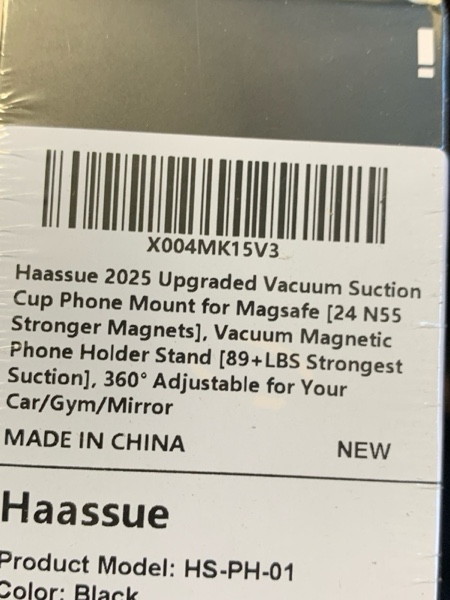 X004MK15V3
Haassue 2025 Upgraded Vacuum Suction
Cup Phone Mount for Magsafe [24 N55
Stronger Magnets], Vacuum Magnetic
Phone Holder Stand [89+LBS Strongest
Suction], 360° Adjustable for Your
Car/Gym/Mirror
MADE IN CHINA NEW
Haassue
Product Model: HS-PH-01
Color: Black